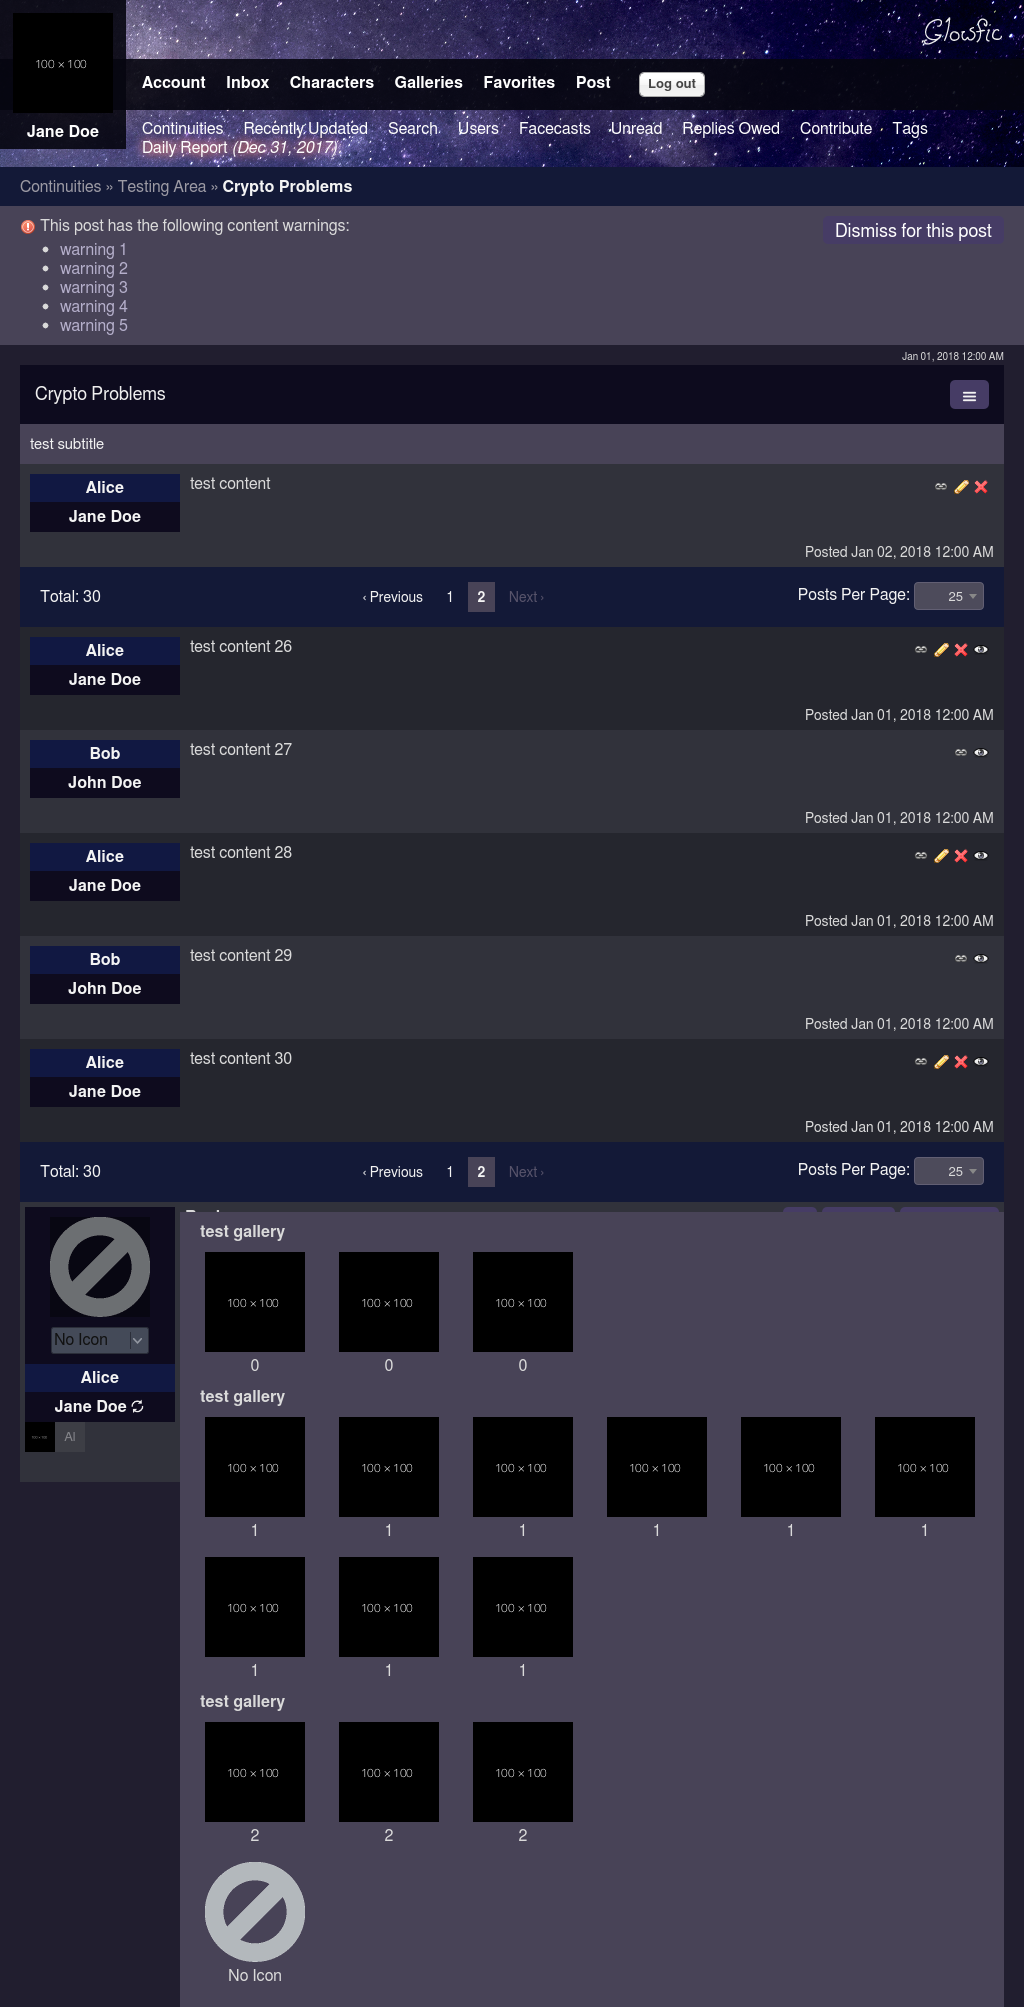 100 × 100
Glowfic
Account Inbox Characters Galleries Favorites Post Log out
Jane Doe
Continuities Recently Updated Search Users Facecasts Unread Replies Owed Contribute Tags
Daily Report (Dec 31, 2017)
Continuities » Testing Area » Crypto Problems
This post has the following content warnings:
Dismiss for this post
warning 1
warning 2
warning 3
warning 4
warning 5
Jan 01, 2018 12:00 AM
Crypto Problems
test subtitle
Alice
Jane Doe
test content
Posted Jan 02, 2018 12:00 AM
Total: 30 ‹ Previous 1 2 Next › Posts Per Page: 25
Alice
Jane Doe
test content 26
Posted Jan 01, 2018 12:00 AM
Bob
John Doe
test content 27
Posted Jan 01, 2018 12:00 AM
Alice
Jane Doe
test content 28
Posted Jan 01, 2018 12:00 AM
Bob
John Doe
test content 29
Posted Jan 01, 2018 12:00 AM
Alice
Jane Doe
test content 30
Posted Jan 01, 2018 12:00 AM
Total: 30 ‹ Previous 1 2 Next › Posts Per Page: 25
No Icon
Alice
Jane Doe
Al
test gallery
100 × 100 100 × 100 100 × 100
0 0 0
test gallery
100 × 100 100 × 100 100 × 100 100 × 100 100 × 100 100 × 100
1 1 1 1 1 1
100 × 100 100 × 100 100 × 100
1 1 1
test gallery
100 × 100 100 × 100 100 × 100
2 2 2
No Icon